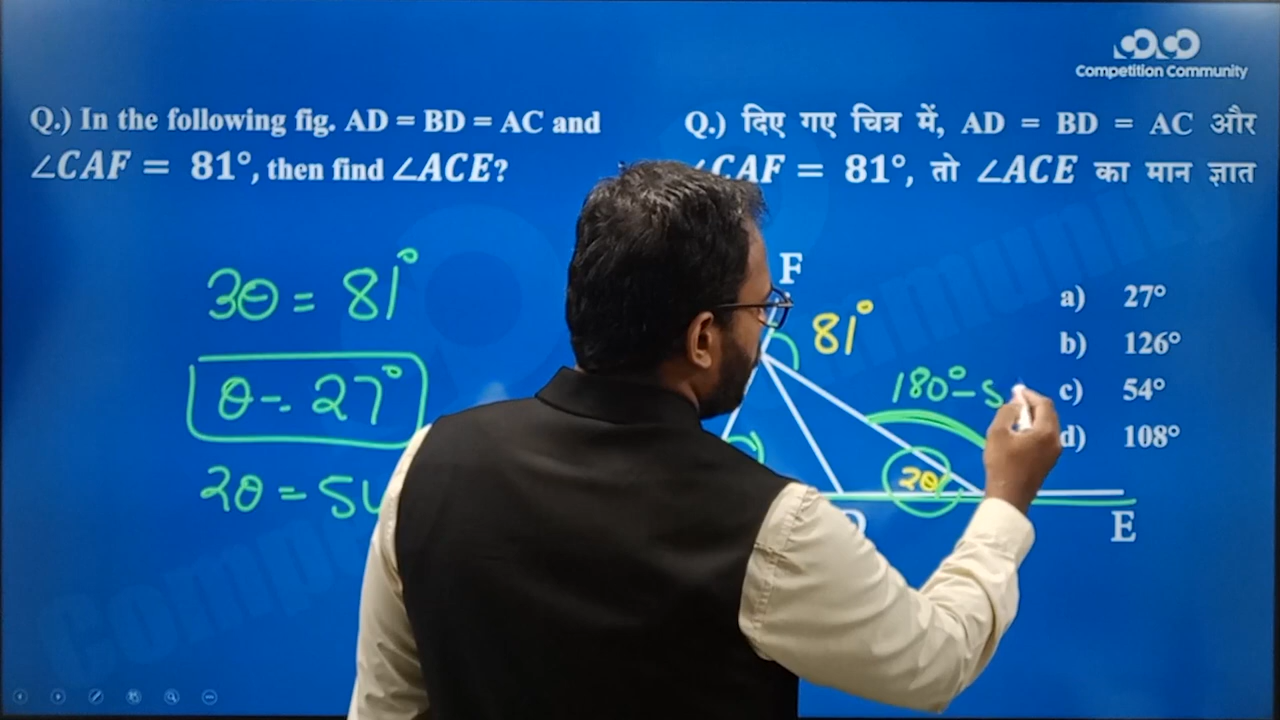 Competition Community
Q.) In the following fig. AD = BD = AC and
∠CAF = 81°, then find ∠ACE?
Q.) दिए गए चित्र में, AD = BD = AC और
∠CAF = 81°, तो ∠ACE का मान ज्ञात
3θ = 81°
θ = 27°
2θ = 54
F
81°
180° – 5
2θ
E
a) 27°
b) 126°
c) 54°
d) 108°